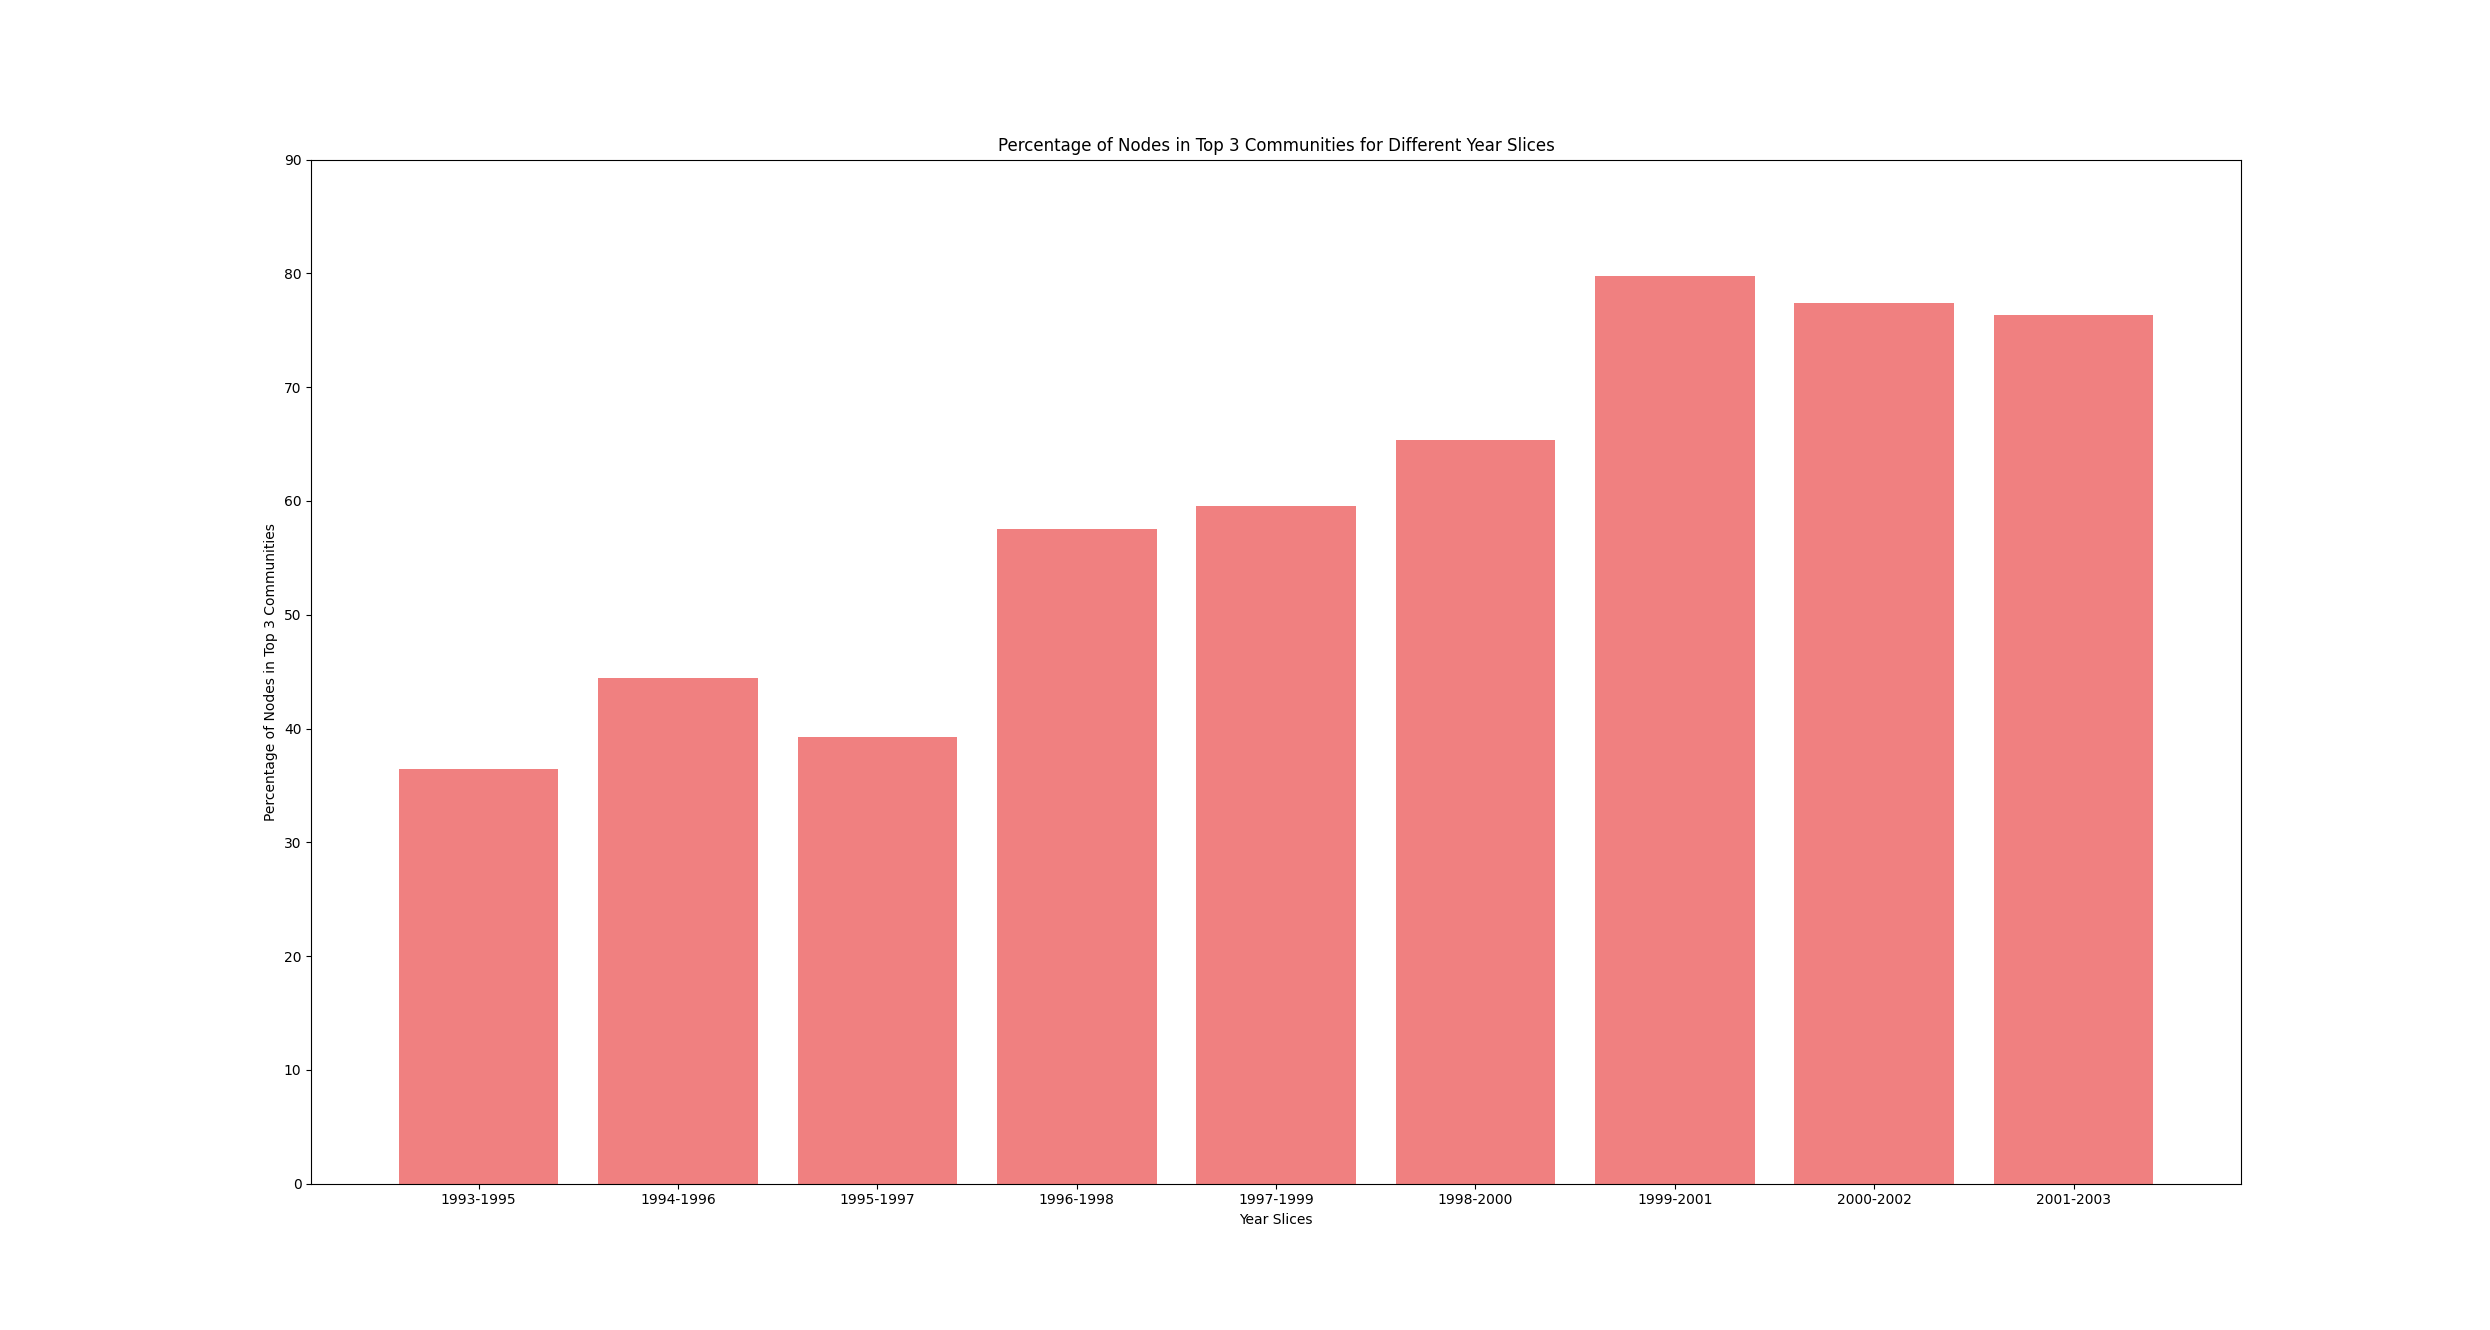 Percentage of Nodes in Top 3 Communities for Different Year Slices
90
80
70
60
50
40
30
20
10
0
Percentage of Nodes in Top 3 Communities
1993-1995 1994-1996 1995-1997 1996-1998 1997-1999 1998-2000 1999-2001 2000-2002 2001-2003
Year Slices